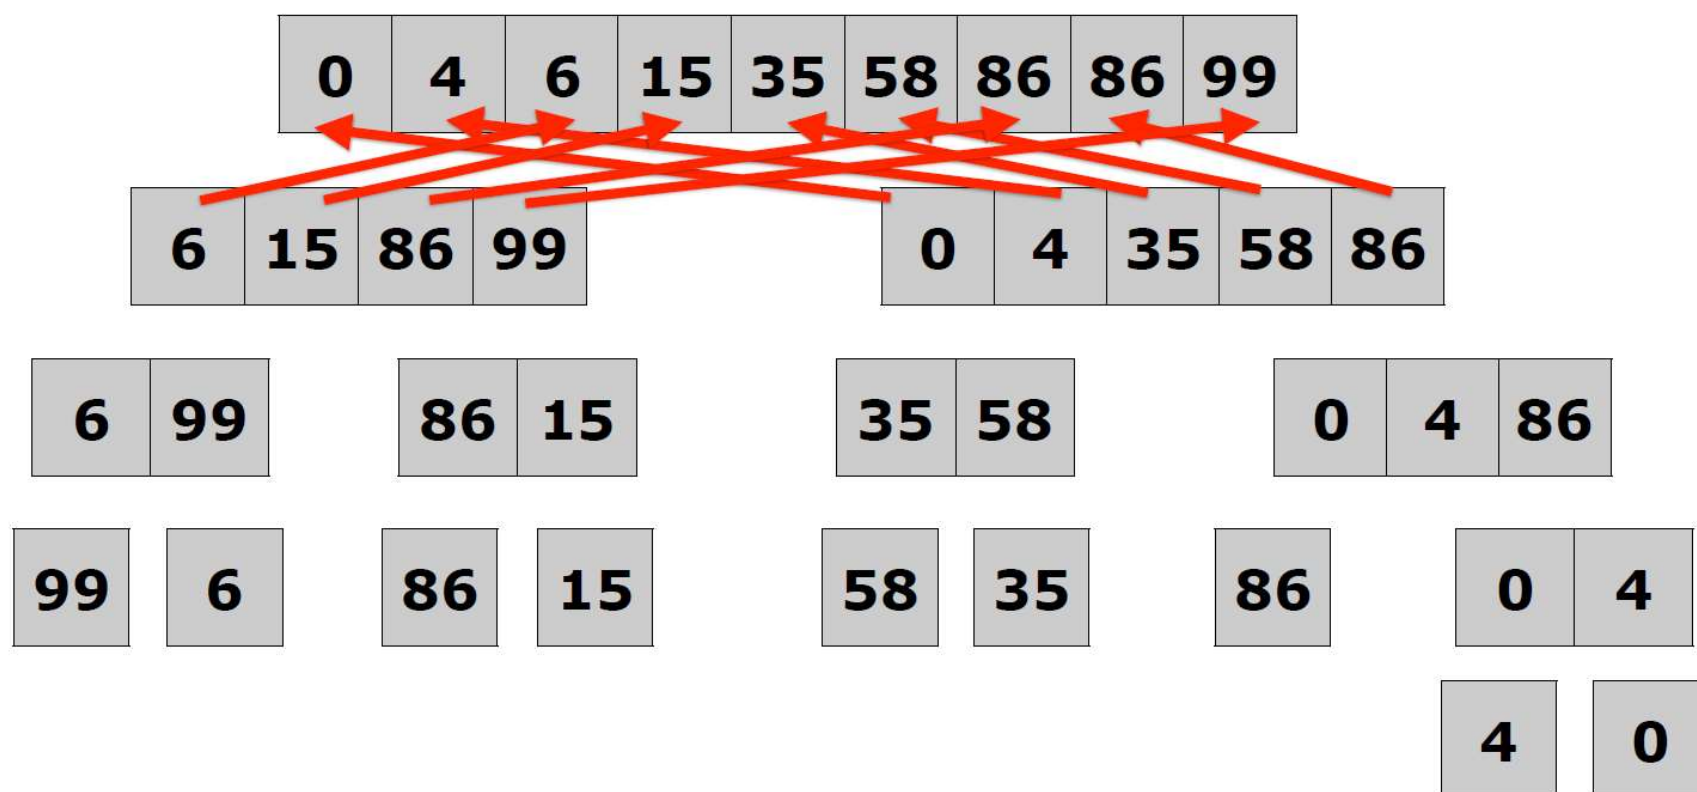 0 4 6 15 35 58 86 86 99
6 15 86 99 0 4 35 58 86
6 99 86 15 35 58 0 4 86
99 6 86 15 58 35 86 0 4
4 0